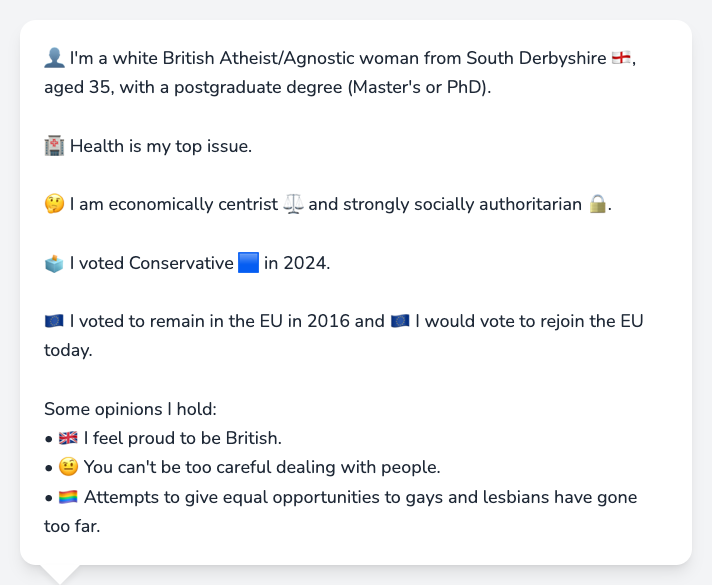 👤 I'm a white British Atheist/Agnostic woman from South Derbyshire 🏴󠁧󠁢󠁥󠁮󠁧󠁿,
aged 35, with a postgraduate degree (Master's or PhD).
🏥 Health is my top issue.
🤔 I am economically centrist ⚖️ and strongly socially authoritarian 🔒.
🗳️ I voted Conservative 🟦 in 2024.
🇪🇺 I voted to remain in the EU in 2016 and 🇪🇺 I would vote to rejoin the EU
today.
Some opinions I hold:
• 🇬🇧 I feel proud to be British.
• 🤨 You can't be too careful dealing with people.
• 🏳️‍🌈 Attempts to give equal opportunities to gays and lesbians have gone
too far.